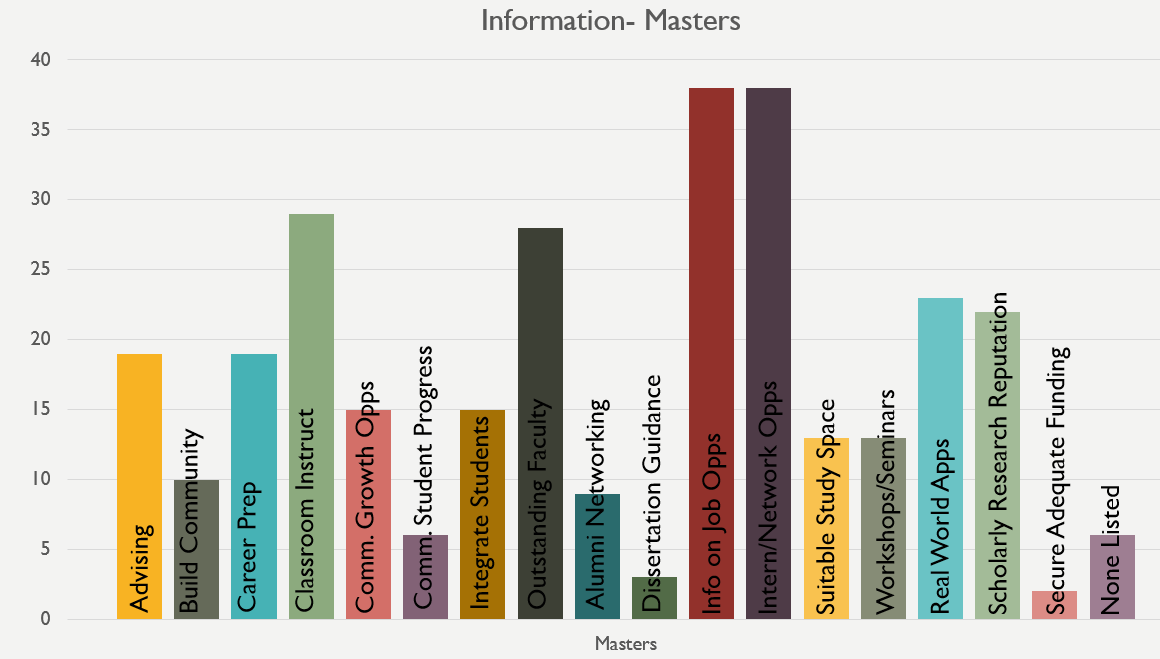 Information- Masters
40
35
30
25
20
15
10
5
0
Advising
Build Community
Career Prep
Classroom Instruct
Comm. Growth Opps
Comm. Student Progress
Integrate Students
Outstanding Faculty
Alumni Networking
Dissertation Guidance
Info on Job Opps
Intern/Network Opps
Suitable Study Space
Workshops/Seminars
Real World Apps
Scholarly Research Reputation
Secure Adequate Funding
None Listed
Masters